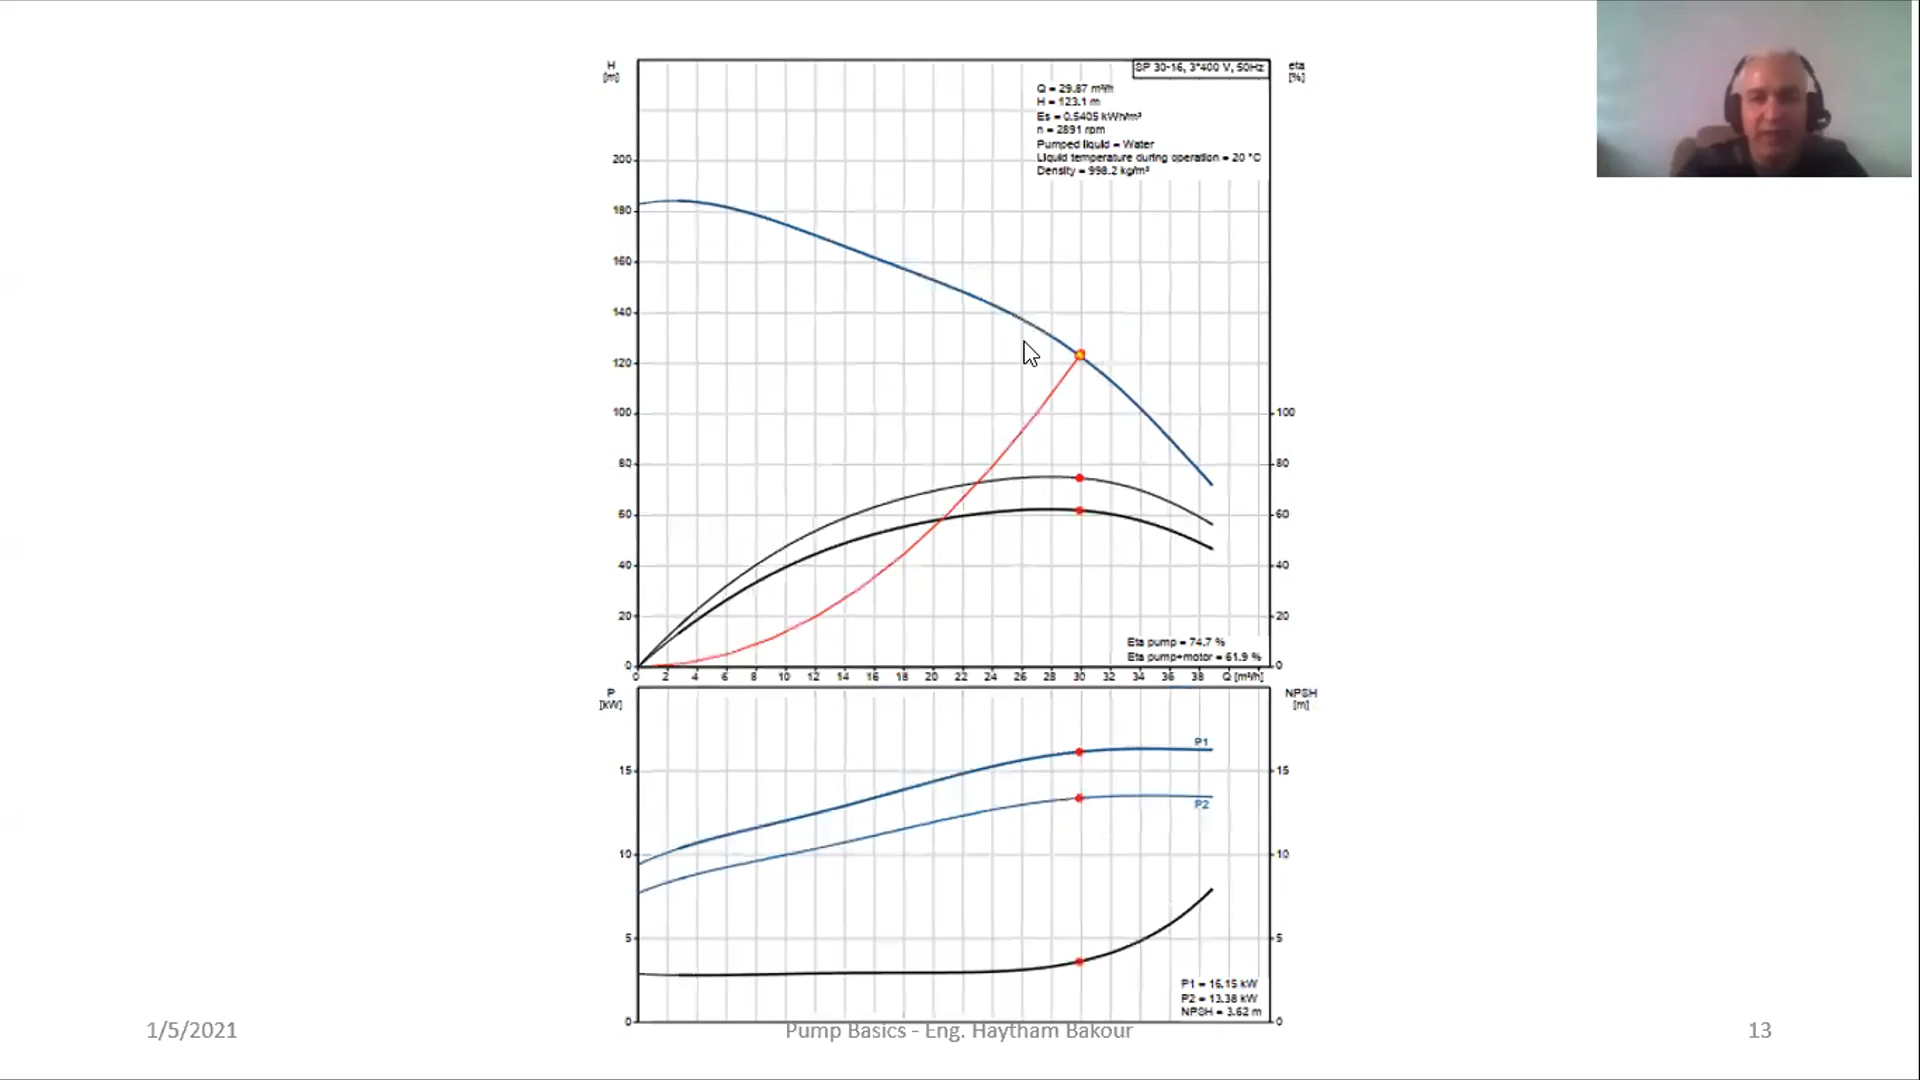 H
[m]
SP 30-16, 3*400 V, 50Hz
eta
[%]
Q = 29.87 m³/h
H = 123.1 m
Es = 0.5405 kWh/m³
n = 2891 rpm
Pumped liquid = Water
Liquid temperature during operation = 20 °C
Density = 998.2 kg/m³
200
180
160
140
120
100
80
60
40
20
0
100
80
60
40
20
0
Eta pump = 74.7 %
Eta pump+motor = 61.9 %
0 2 4 6 8 10 12 14 16 18 20 22 24 26 28 30 32 34 36 38 Q [m³/h]
P
[kW]
NPSH
[m]
P1
P2
15
10
5
0
15
10
5
0
P1 = 16.15 kW
P2 = 13.38 kW
NPSH = 3.62 m
1/5/2021
Pump Basics - Eng. Haytham Bakour
13